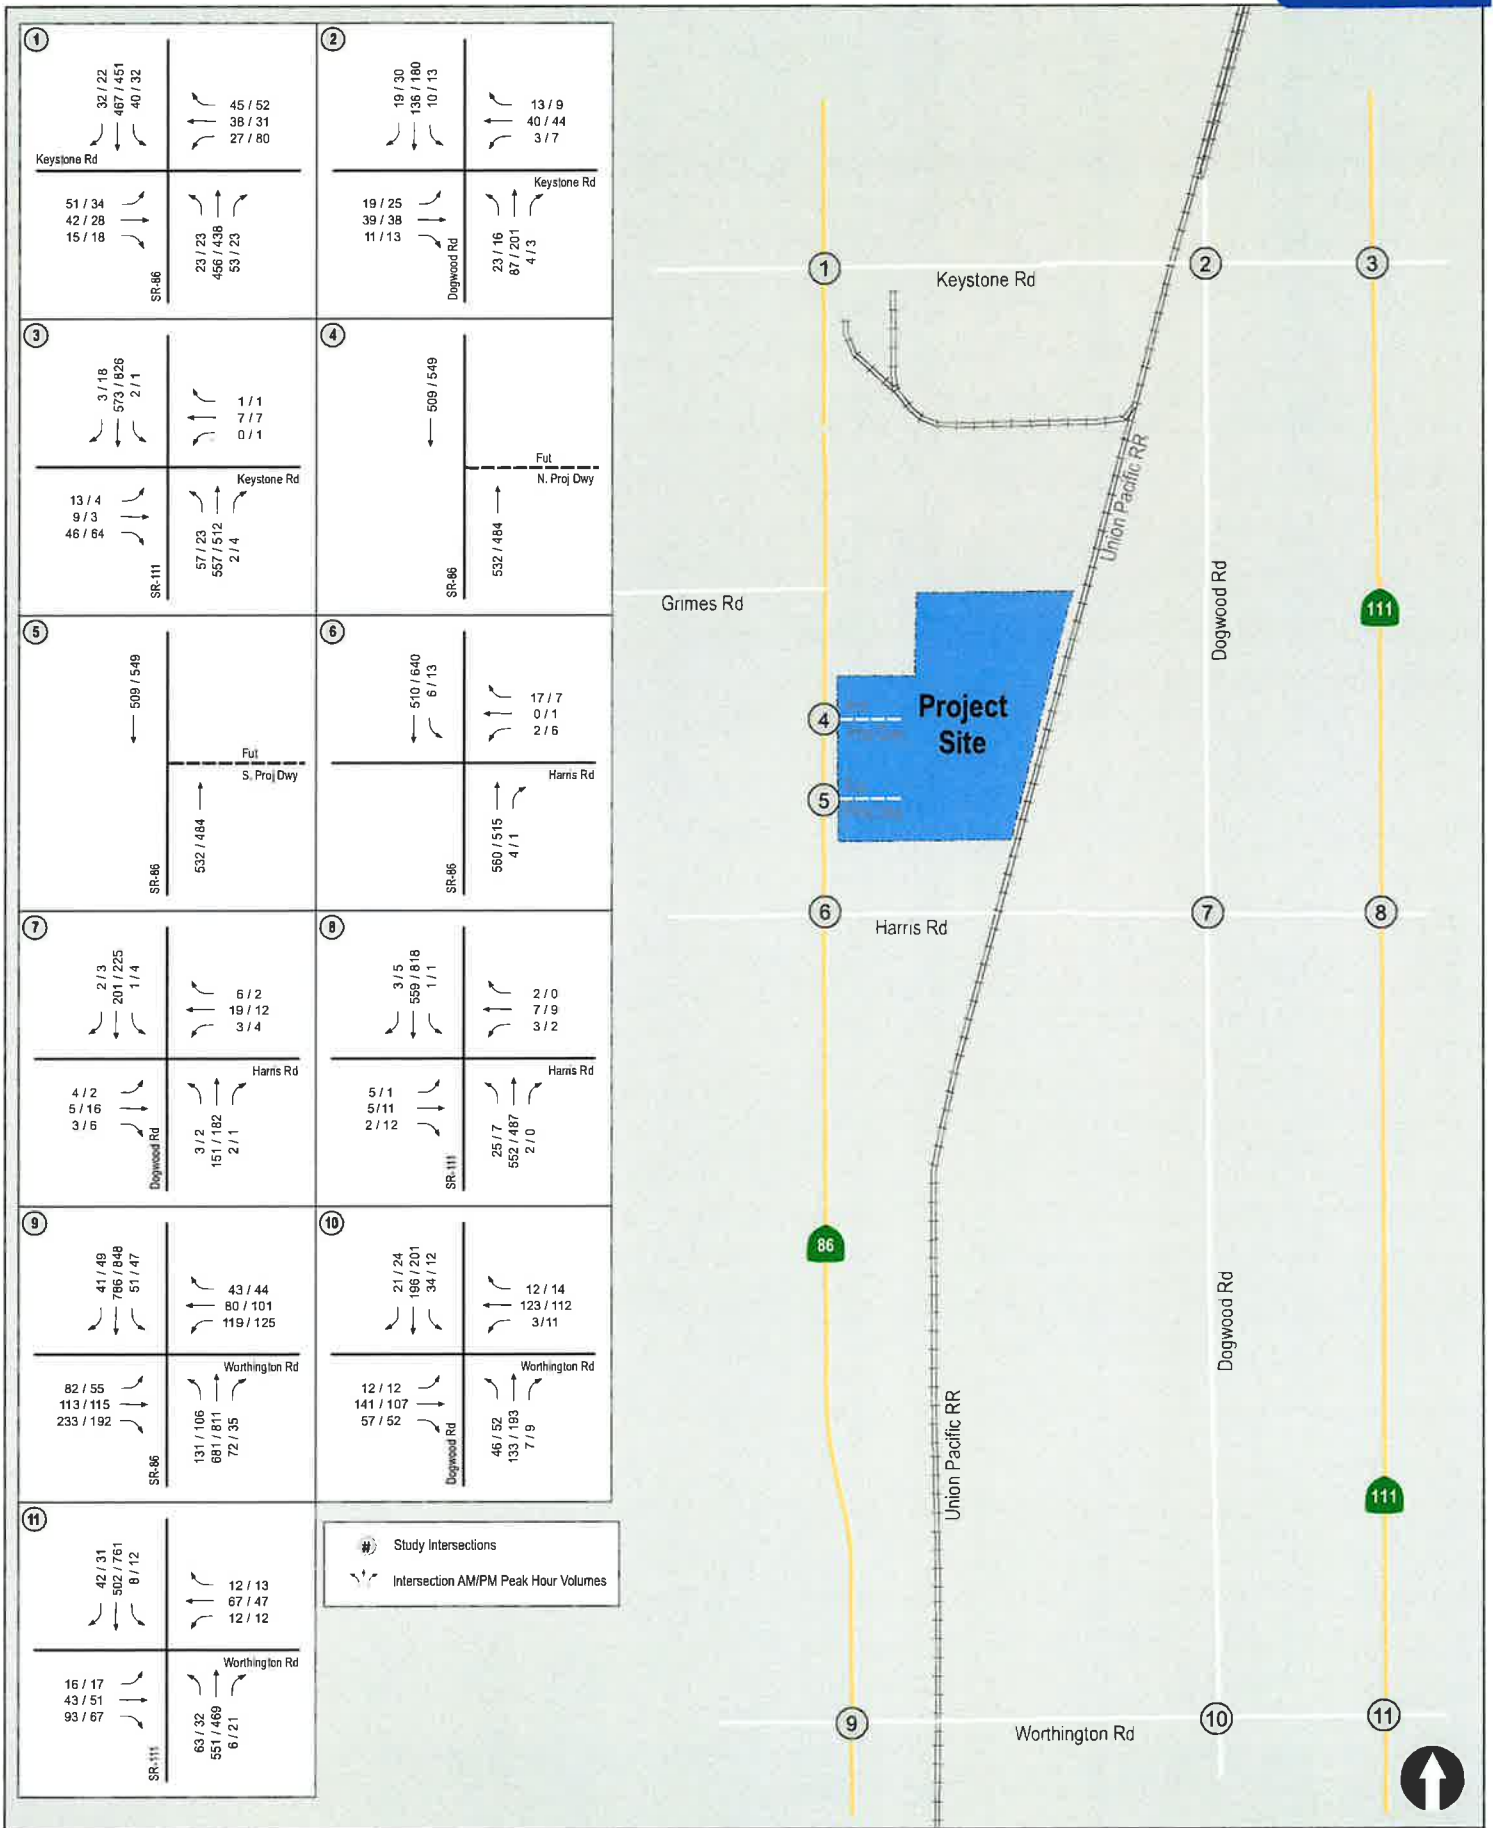 1
32 / 22
467 / 451
40 / 32
45 / 52
38 / 31
27 / 80
Keystone Rd
51 / 34
42 / 28
15 / 18
23 / 23
456 / 438
53 / 23
SR-86
2
19 / 30
136 / 180
10 / 13
13 / 9
40 / 44
3 / 7
Keystone Rd
19 / 25
39 / 38
11 / 13
23 / 16
87 / 201
4 / 3
Dogwood Rd
3
3 / 18
573 / 826
2 / 1
1 / 1
7 / 7
0 / 1
Keystone Rd
13 / 4
9 / 3
46 / 64
57 / 23
557 / 512
2 / 4
SR-111
4
509 / 549
Fut
N. Proj Dwy
532 / 484
SR-86
5
509 / 549
Fut
S. Proj Dwy
532 / 484
SR-86
6
510 / 640
6 / 13
17 / 7
0 / 1
2 / 6
Harris Rd
560 / 515
4 / 1
SR-86
7
2 / 3
201 / 225
1 / 4
6 / 2
19 / 12
3 / 4
Harris Rd
4 / 2
5 / 16
3 / 6
3 / 2
151 / 182
2 / 1
Dogwood Rd
8
3 / 5
559 / 818
1 / 1
2 / 0
7 / 9
3 / 2
Harris Rd
5 / 1
5 / 11
2 / 12
25 / 7
552 / 487
2 / 0
SR-111
9
41 / 49
786 / 848
51 / 47
43 / 44
80 / 101
119 / 125
Worthington Rd
82 / 55
113 / 115
233 / 192
131 / 106
681 / 811
72 / 35
SR-86
10
21 / 24
196 / 201
34 / 12
12 / 14
123 / 112
3 / 11
Worthington Rd
12 / 12
141 / 107
57 / 52
46 / 52
133 / 193
7 / 9
Dogwood Rd
11
42 / 31
502 / 761
8 / 12
12 / 13
67 / 47
12 / 12
Worthington Rd
16 / 17
43 / 51
93 / 67
63 / 32
551 / 469
6 / 21
SR-111
# Study Intersections
Intersection AM/PM Peak Hour Volumes
1
2
3
Keystone Rd
Union Pacific RR
Grimes Rd
Dogwood Rd
111
Project
Site
4
5
6
7
8
Harris Rd
86
Dogwood Rd
Union Pacific RR
111
9
10
11
Worthington Rd